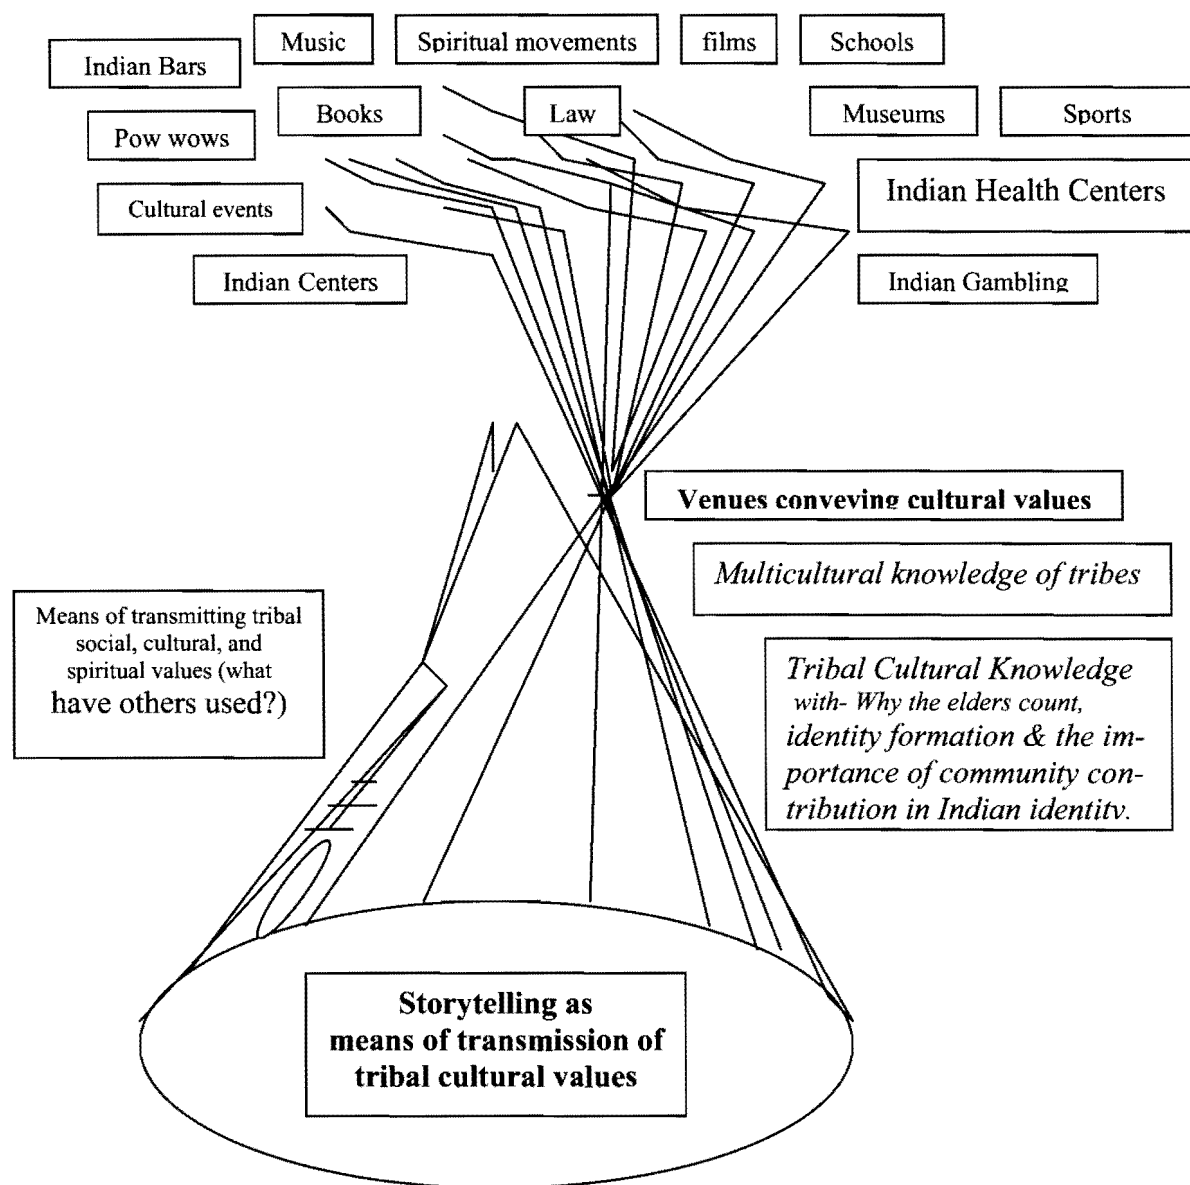 Music
Spiritual movements
films
Schools
Indian Bars
Books
Law
Museums
Sports
Pow wows
Indian Health Centers
Cultural events
Indian Centers
Indian Gambling
Venues conveying cultural values
Multicultural knowledge of tribes
Means of transmitting tribal
social, cultural, and
spiritual values (what
have others used?)
Tribal Cultural Knowledge
with- Why the elders count,
identity formation & the im-
portance of community con-
tribution in Indian identity.
Storytelling as
means of transmission of
tribal cultural values